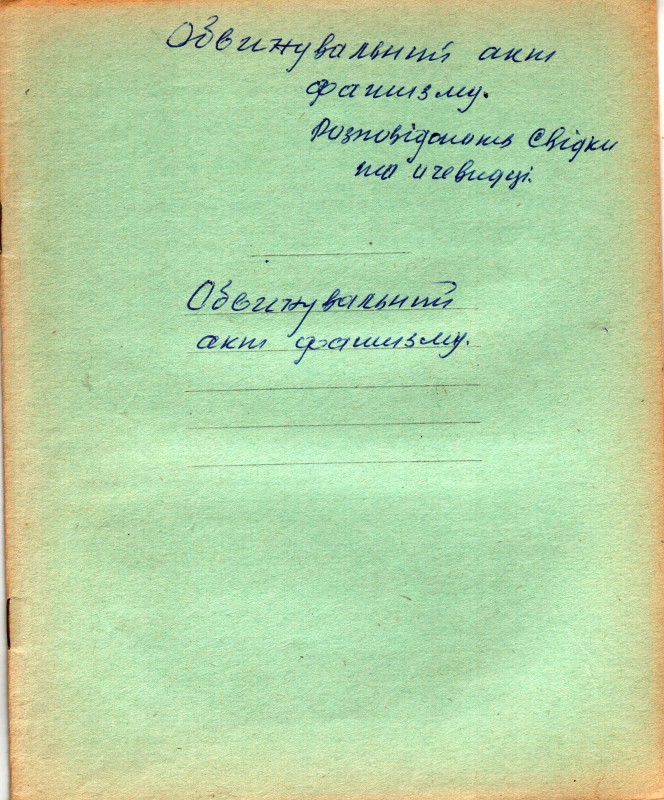 Обвинувальний акт
фашизму.
Розповідають Свідки
та очевидці.
Обвинувальний
акт фашизму.